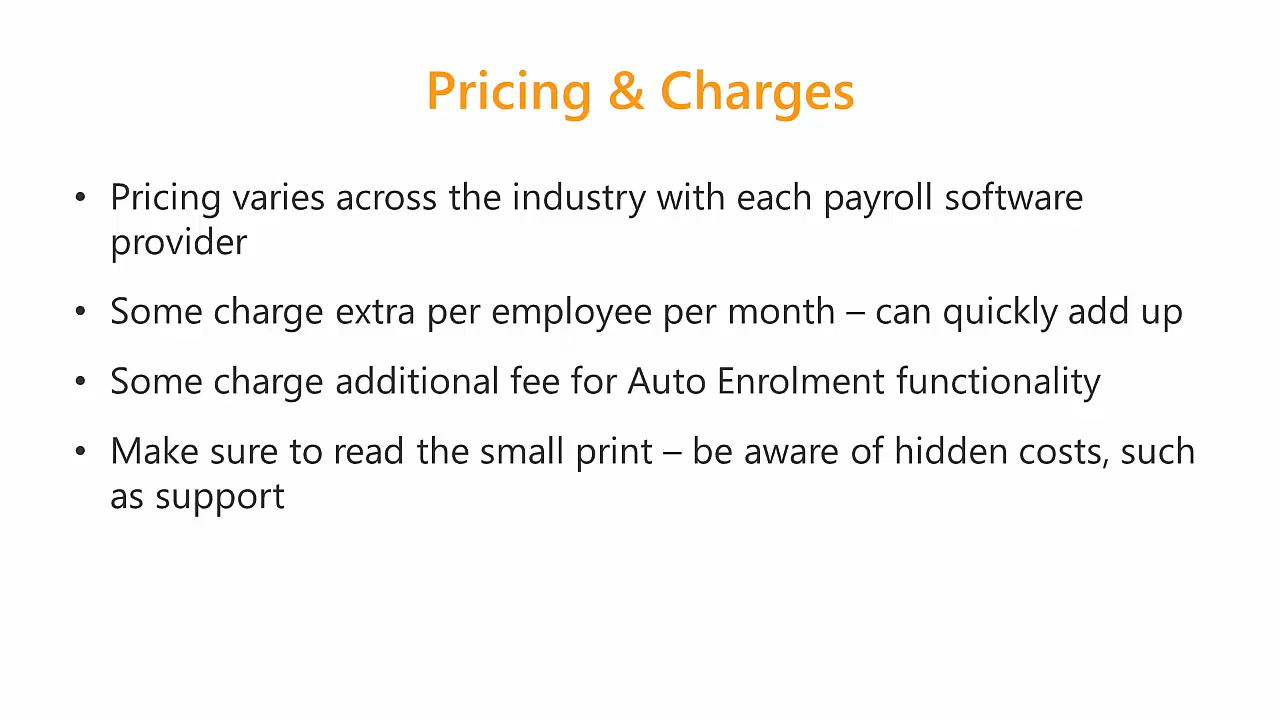 Pricing & Charges
• Pricing varies across the industry with each payroll software
provider
• Some charge extra per employee per month – can quickly add up
• Some charge additional fee for Auto Enrolment functionality
• Make sure to read the small print – be aware of hidden costs, such
as support